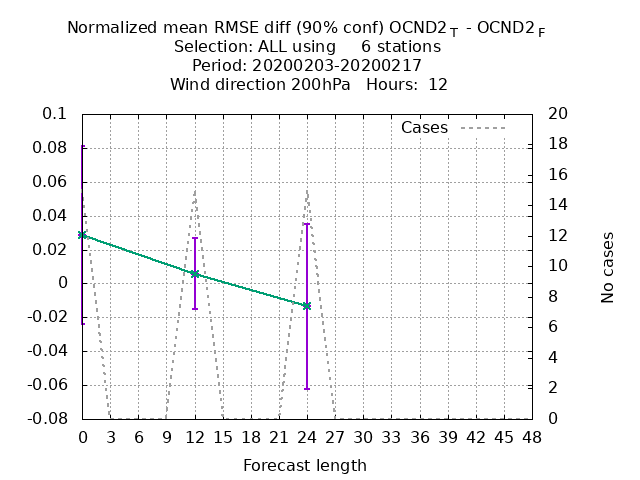 Normalized mean RMSE diff (90% conf) OCND2 T - OCND2 F
Selection: ALL using 6 stations
Period: 20200203-20200217
Wind direction 200hPa Hours: 12
0.1
0.08
0.06
0.04
0.02
0
-0.02
-0.04
-0.06
-0.08
Cases
20
18
16
14
12
10
8
6
4
2
0
No cases
0 3 6 9 12 15 18 21 24 27 30 33 36 39 42 45 48
Forecast length